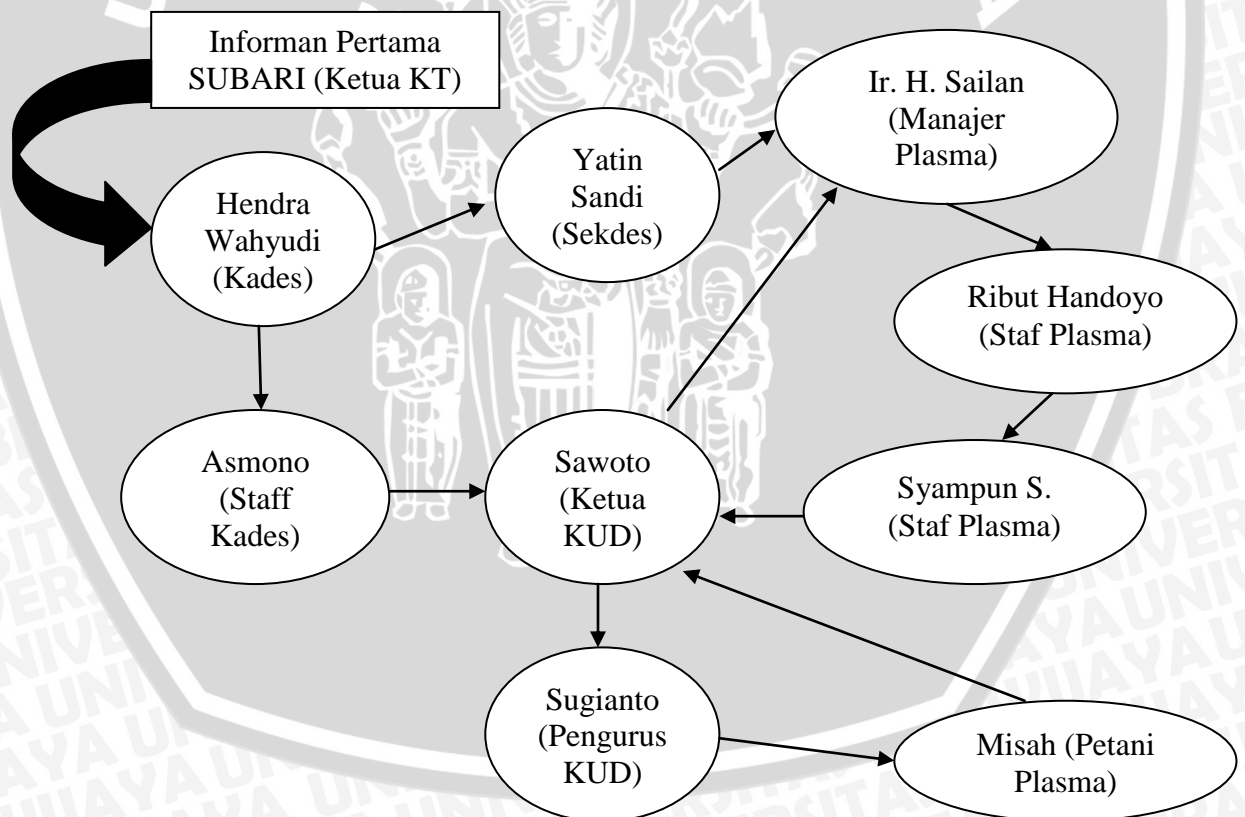 Informan Pertama
SUBARI (Ketua KT)
Ir. H. Sailan
(Manajer
Plasma)
Yatin
Sandi
(Sekdes)
Hendra
Wahyudi
(Kades)
Ribut Handoyo
(Staf Plasma)
Asmono
(Staff
Kades)
Sawoto
(Ketua
KUD)
Syampun S.
(Staf Plasma)
Sugianto
(Pengurus
KUD)
Misah (Petani
Plasma)